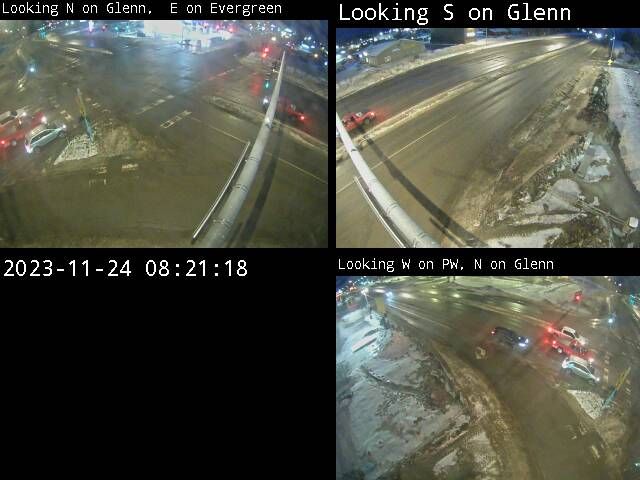 Looking N on Glenn, E on Evergreen
Looking S on Glenn
2023-11-24 08:21:18
Looking W on PW, N on Glenn